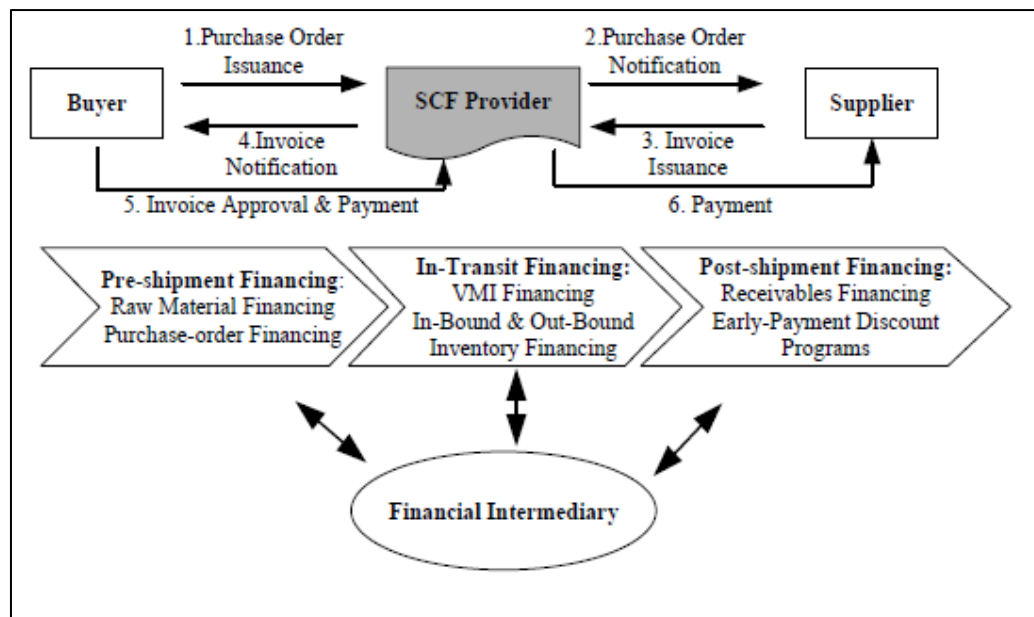 1.Purchase Order
Issuance
2.Purchase Order
Notification
Buyer
SCF Provider
Supplier
4.Invoice
Notification
3. Invoice
Issuance
5. Invoice Approval & Payment
6. Payment
Pre-shipment Financing:
Raw Material Financing
Purchase-order Financing
In-Transit Financing:
VMI Financing
In-Bound & Out-Bound
Inventory Financing
Post-shipment Financing:
Receivables Financing
Early-Payment Discount
Programs
Financial Intermediary